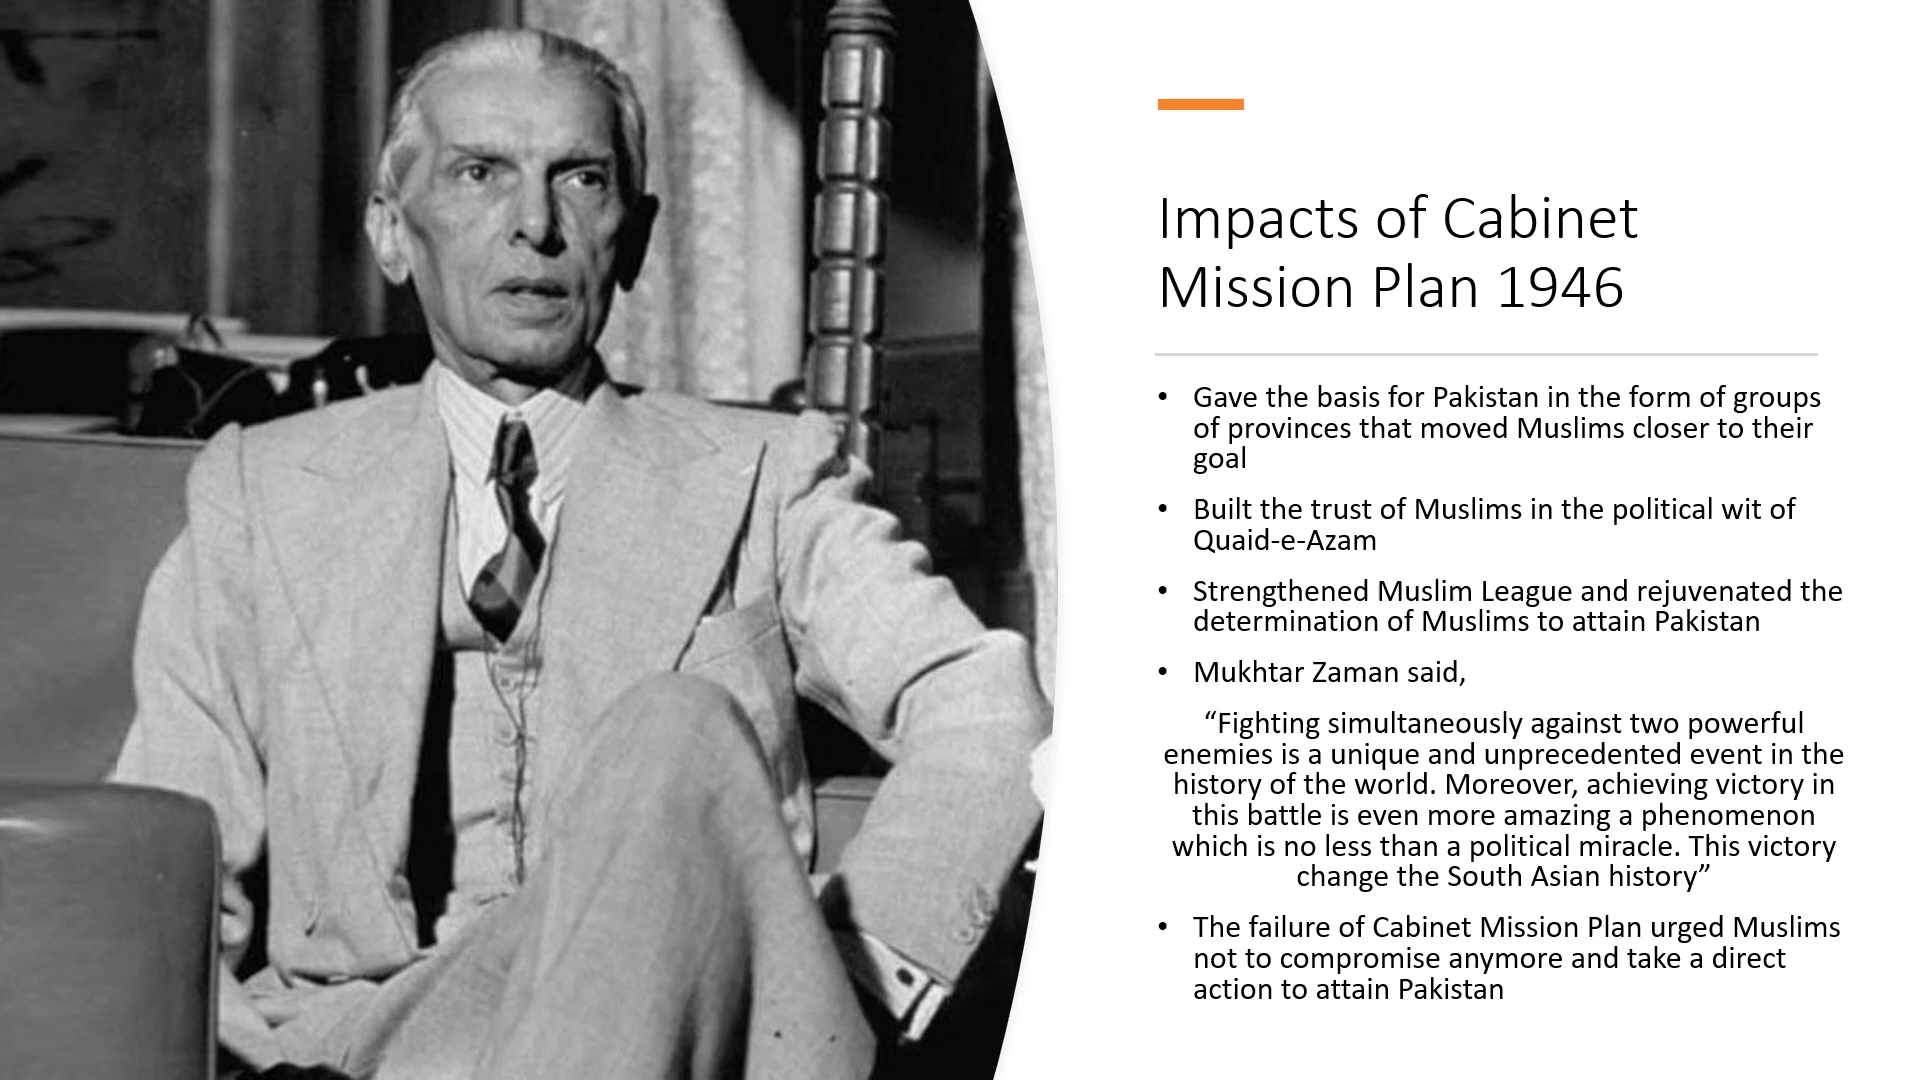 Impacts of Cabinet
Mission Plan 1946
• Gave the basis for Pakistan in the form of groups
of provinces that moved Muslims closer to their
goal
• Built the trust of Muslims in the political wit of
Quaid-e-Azam
• Strengthened Muslim League and rejuvenated the
determination of Muslims to attain Pakistan
• Mukhtar Zaman said,
“Fighting simultaneously against two powerful
enemies is a unique and unprecedented event in the
history of the world. Moreover, achieving victory in
this battle is even more amazing a phenomenon
which is no less than a political miracle. This victory
change the South Asian history”
• The failure of Cabinet Mission Plan urged Muslims
not to compromise anymore and take a direct
action to attain Pakistan